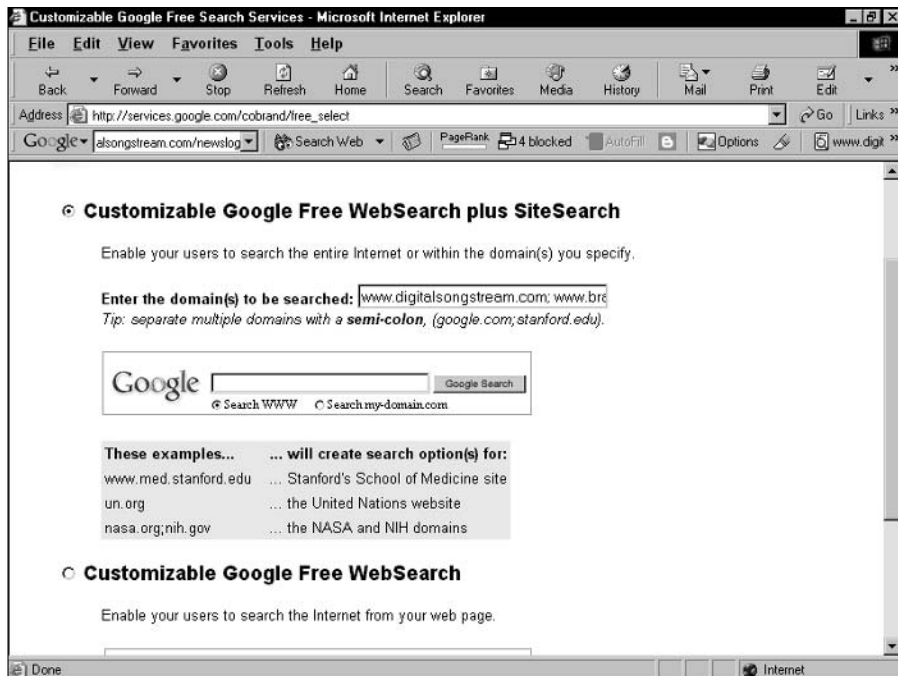 Customizable Google Free Search Services - Microsoft Internet Explorer
File Edit View Favorites Tools Help
Back Forward Stop Refresh Home Search Favorites Media History Mail Print Edit
Address http://services.google.com/cobrand/free_select Go Links
Google alsongstream.com/newslog Search Web PageRank 4 blocked AutoFill Options www.digit
Customizable Google Free WebSearch plus SiteSearch
Enable your users to search the entire Internet or within the domain(s) you specify.
Enter the domain(s) to be searched: www.digitalsongstream.com; www.bra
Tip: separate multiple domains with a semi-colon, (google.com;stanford.edu).
Google Google Search
Search WWW Search my-domain.com
These examples... ... will create search option(s) for:
www.med.stanford.edu ... Stanford's School of Medicine site
un.org ... the United Nations website
nasa.org;nih.gov ... the NASA and NIH domains
Customizable Google Free WebSearch
Enable your users to search the Internet from your web page.
Done Internet